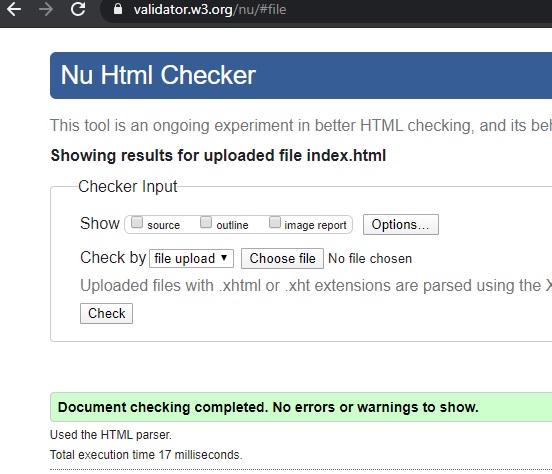 validator.w3.org/nu/#file
Nu Html Checker
This tool is an ongoing experiment in better HTML checking, and its
Showing results for uploaded file index.html
Checker Input
Show source outline image report Options...
Check by file upload Choose file No file chosen
Uploaded files with .xhtml or .xht extensions are parsed using the
Check
Document checking completed. No errors or warnings to show.
Used the HTML parser.
Total execution time 17 milliseconds.